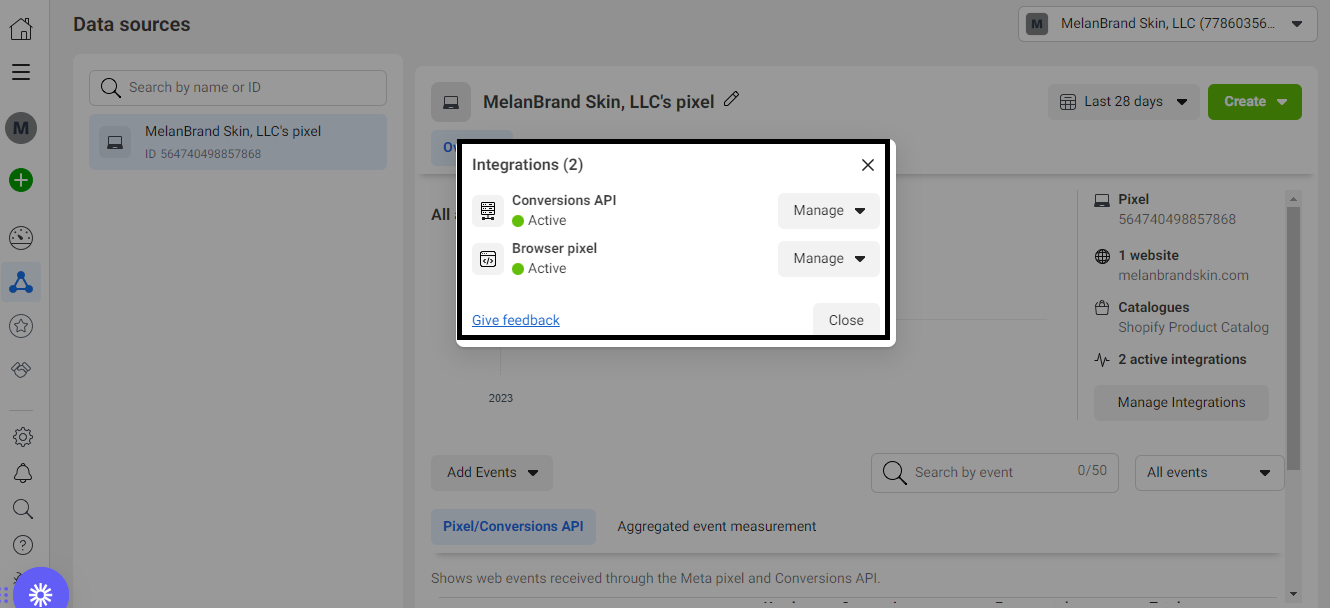 Data sources
M
MelanBrand Skin, LLC (77860356...
Search by name or ID
MelanBrand Skin, LLC's pixel
ID 564740498857868
M
MelanBrand Skin, LLC's pixel
Last 28 days
Create
Integrations (2)
Conversions API
Active
Manage
Browser pixel
Active
Manage
Give feedback
Close
All
2023
Pixel
564740498857868
1 website
melanbrandskin.com
Catalogues
Shopify Product Catalog
2 active integrations
Manage Integrations
Add Events
Search by event
0/50
All events
Pixel/Conversions API
Aggregated event measurement
Shows web events received through the Meta pixel and Conversions API.